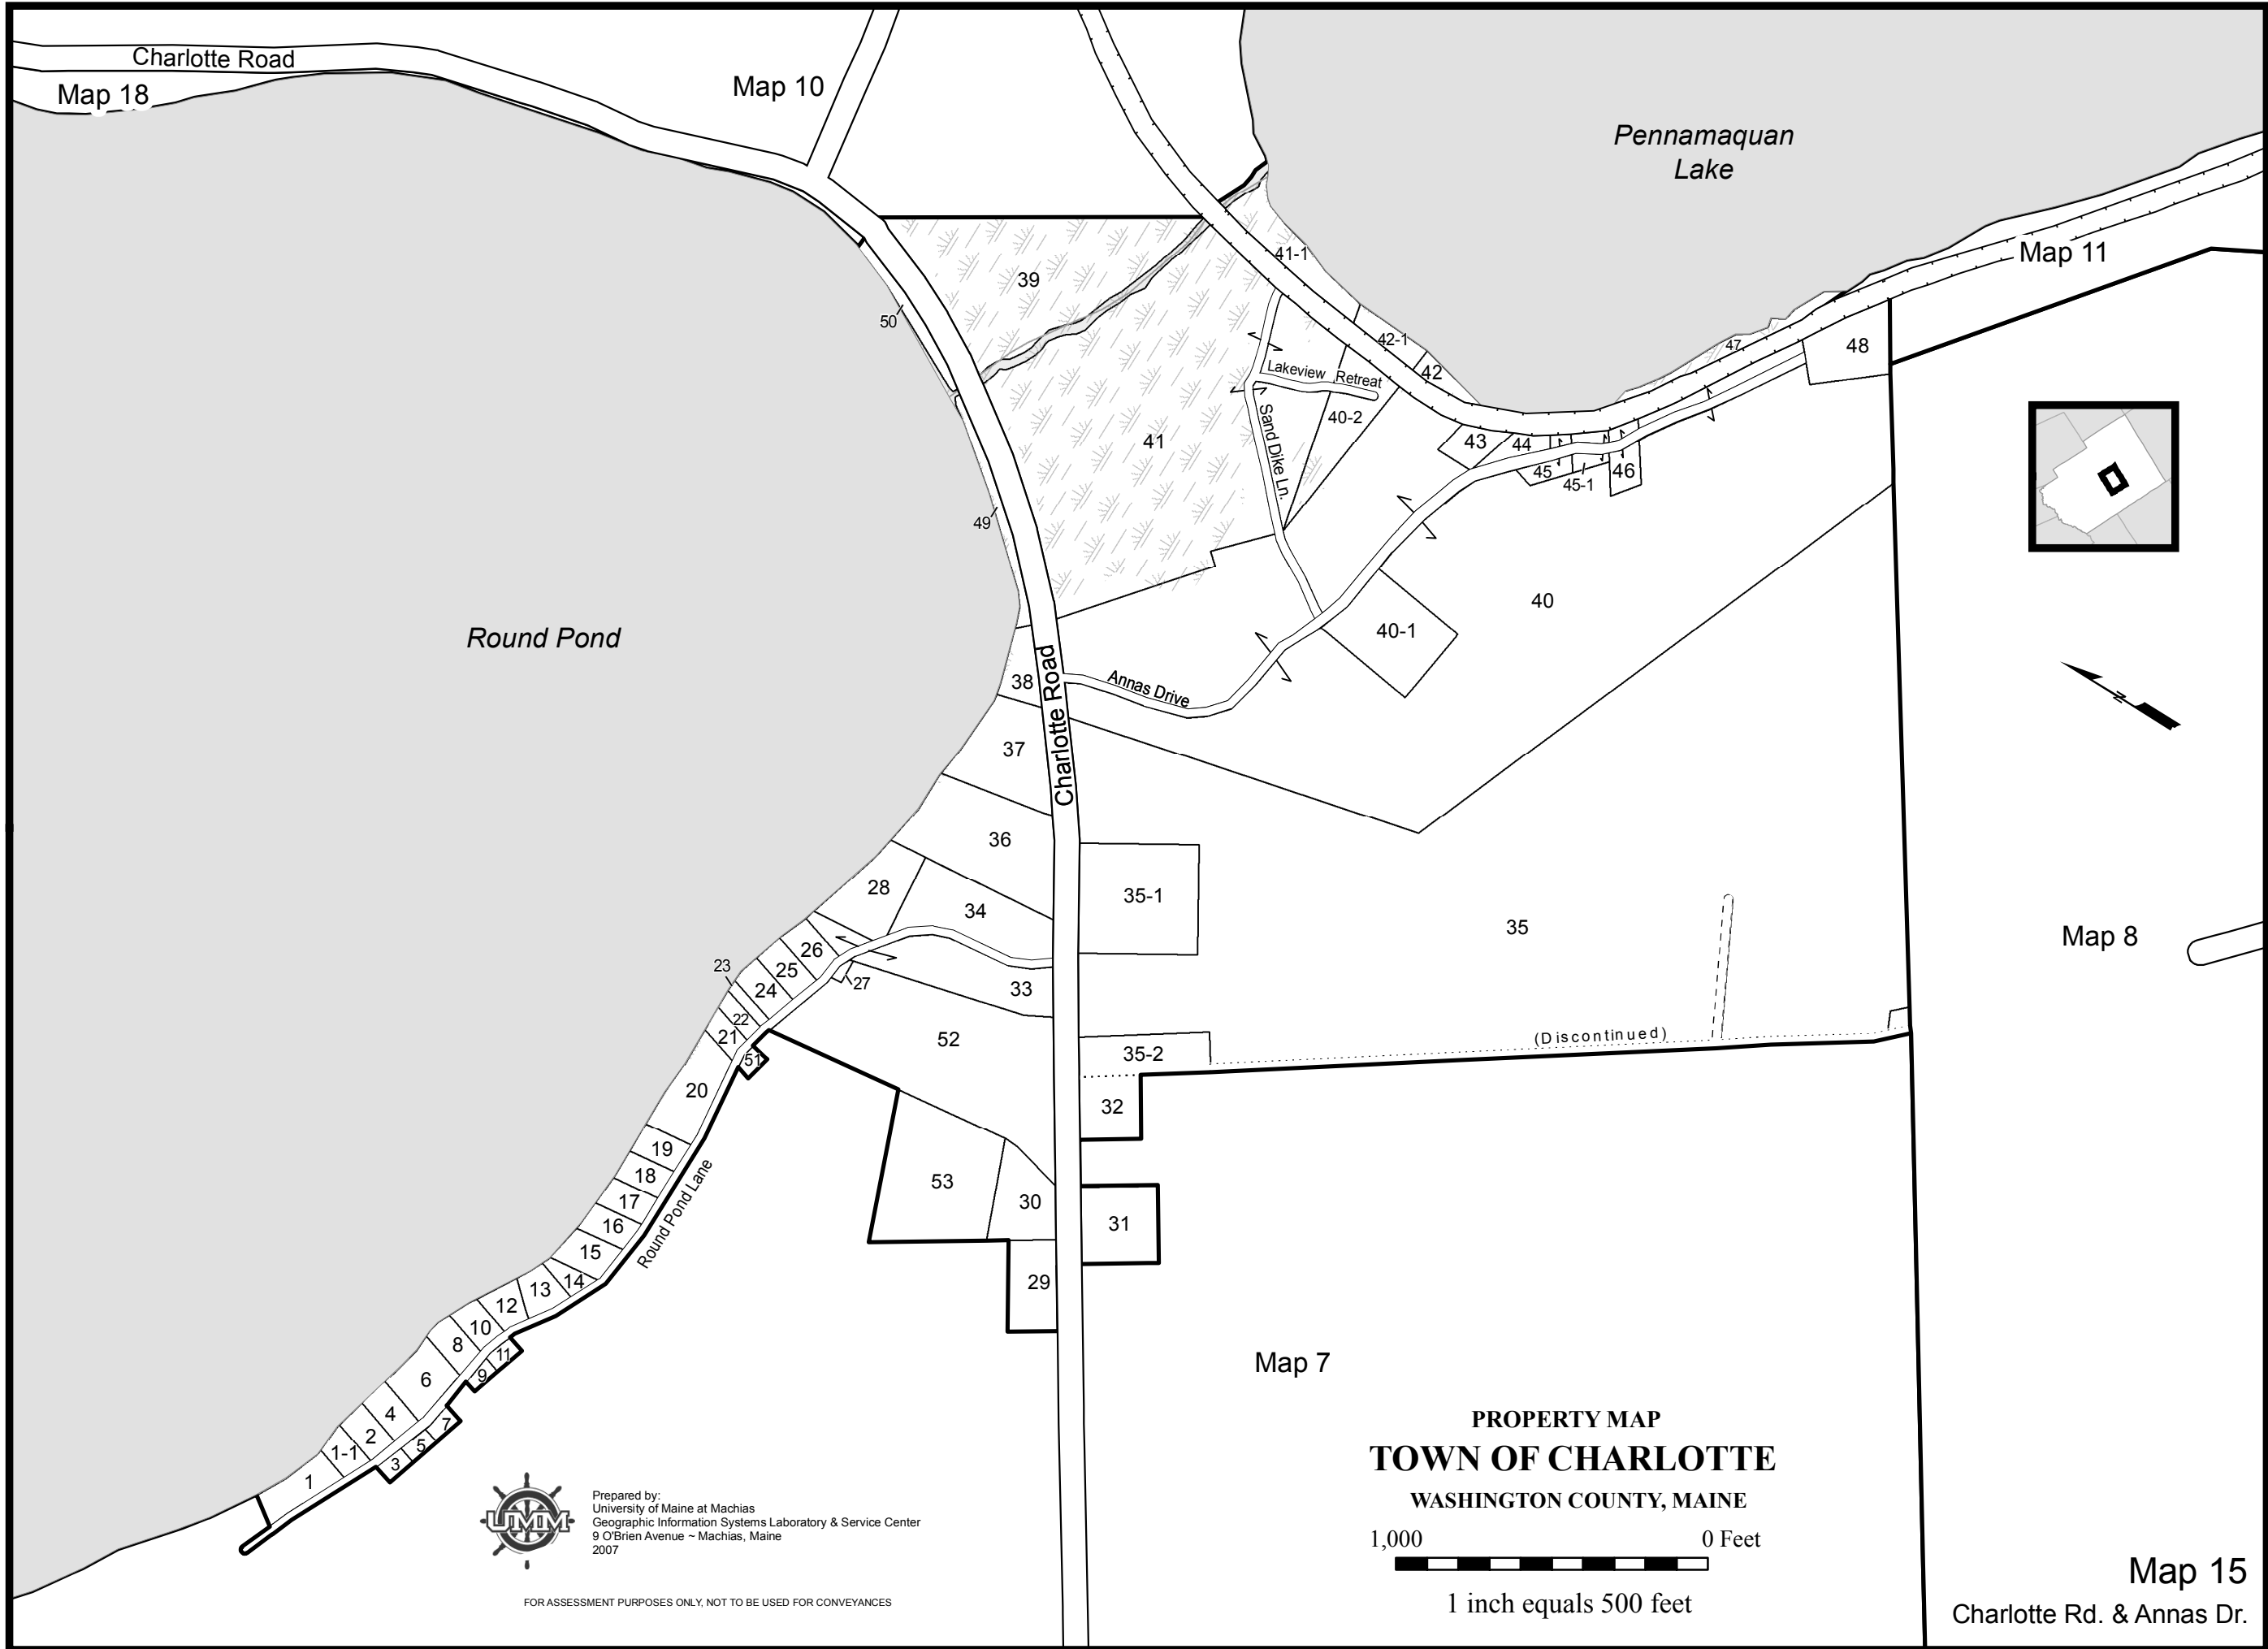 Charlotte Road
Map 18
Map 10
Pennamaquan
Lake
Map 11
41-1
39
50
42-1
47
48
42
Lakeview Retreat
40-2
Sand Dike Ln.
41
43
44
45
45-1
46
49
40
40-1
Round Pond
38
Annas Drive
Charlotte Road
37
36
28
34
35-1
35
Map 8
26
25
23
24
27
33
22
21
51
52
(Discontinued)
35-2
20
32
19
18
53
30
17
31
16
Round Pond Lane
15
14
13
29
12
10
8
11
9
6
Map 7
4
7
2
5
1-1
3
1
N
UMM
Prepared by:
University of Maine at Machias
Geographic Information Systems Laboratory & Service Center
9 O'Brien Avenue ~ Machias, Maine
2007
FOR ASSESSMENT PURPOSES ONLY, NOT TO BE USED FOR CONVEYANCES
PROPERTY MAP
TOWN OF CHARLOTTE
WASHINGTON COUNTY, MAINE
1,000 0 Feet
1 inch equals 500 feet
Map 15
Charlotte Rd. & Annas Dr.